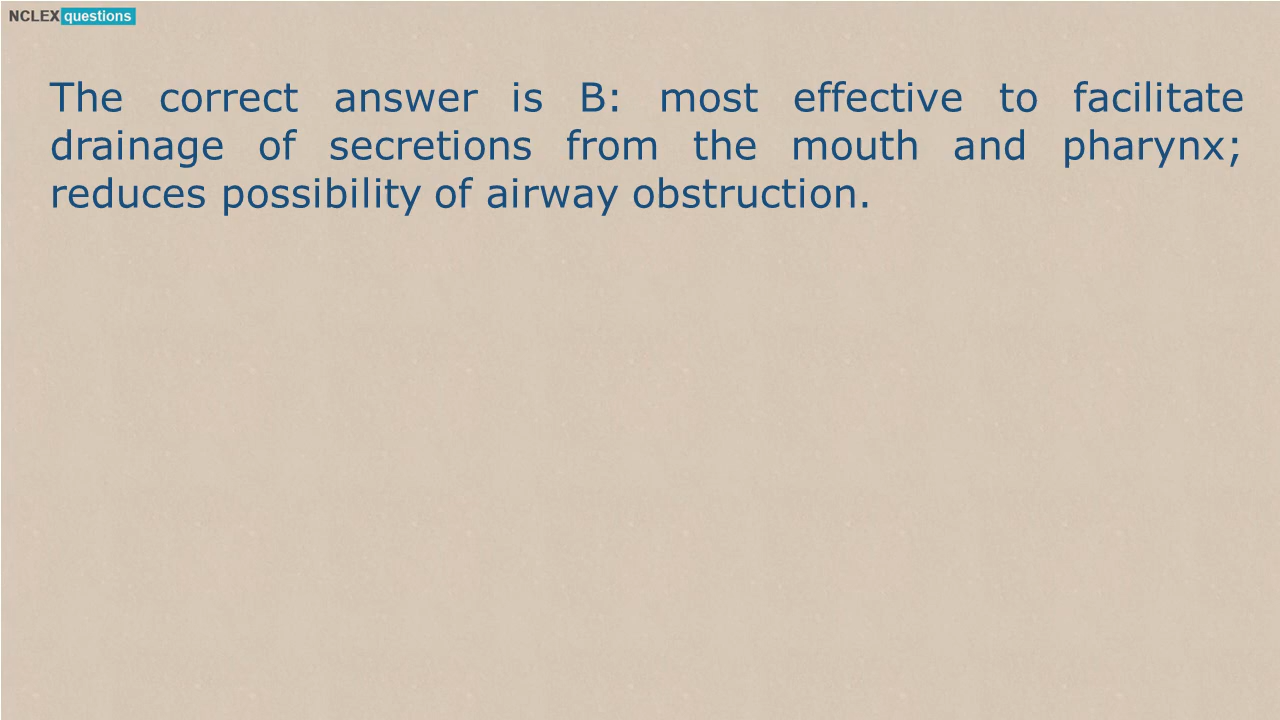 NCLEX questions
The correct answer is B: most effective to facilitate
drainage of secretions from the mouth and pharynx;
reduces possibility of airway obstruction.